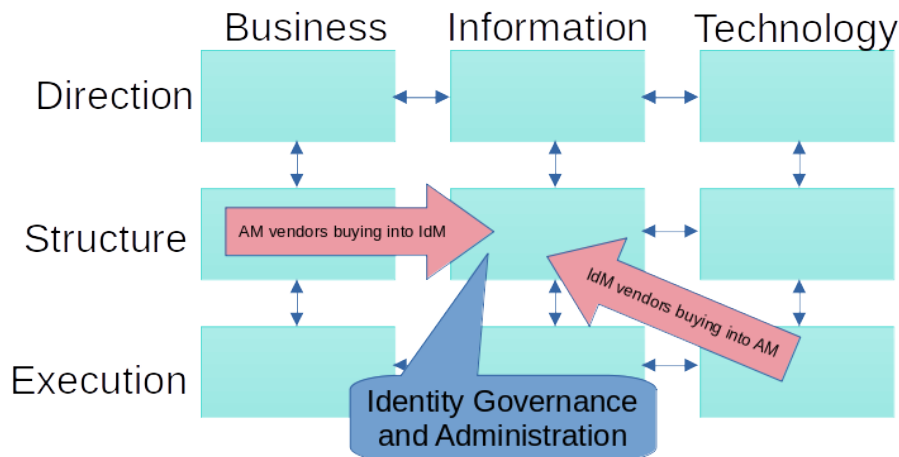 Business Information Technology
Direction
Structure
AM vendors buying into IdM
IdM vendors buying into AM
Execution
Identity Governance
and Administration